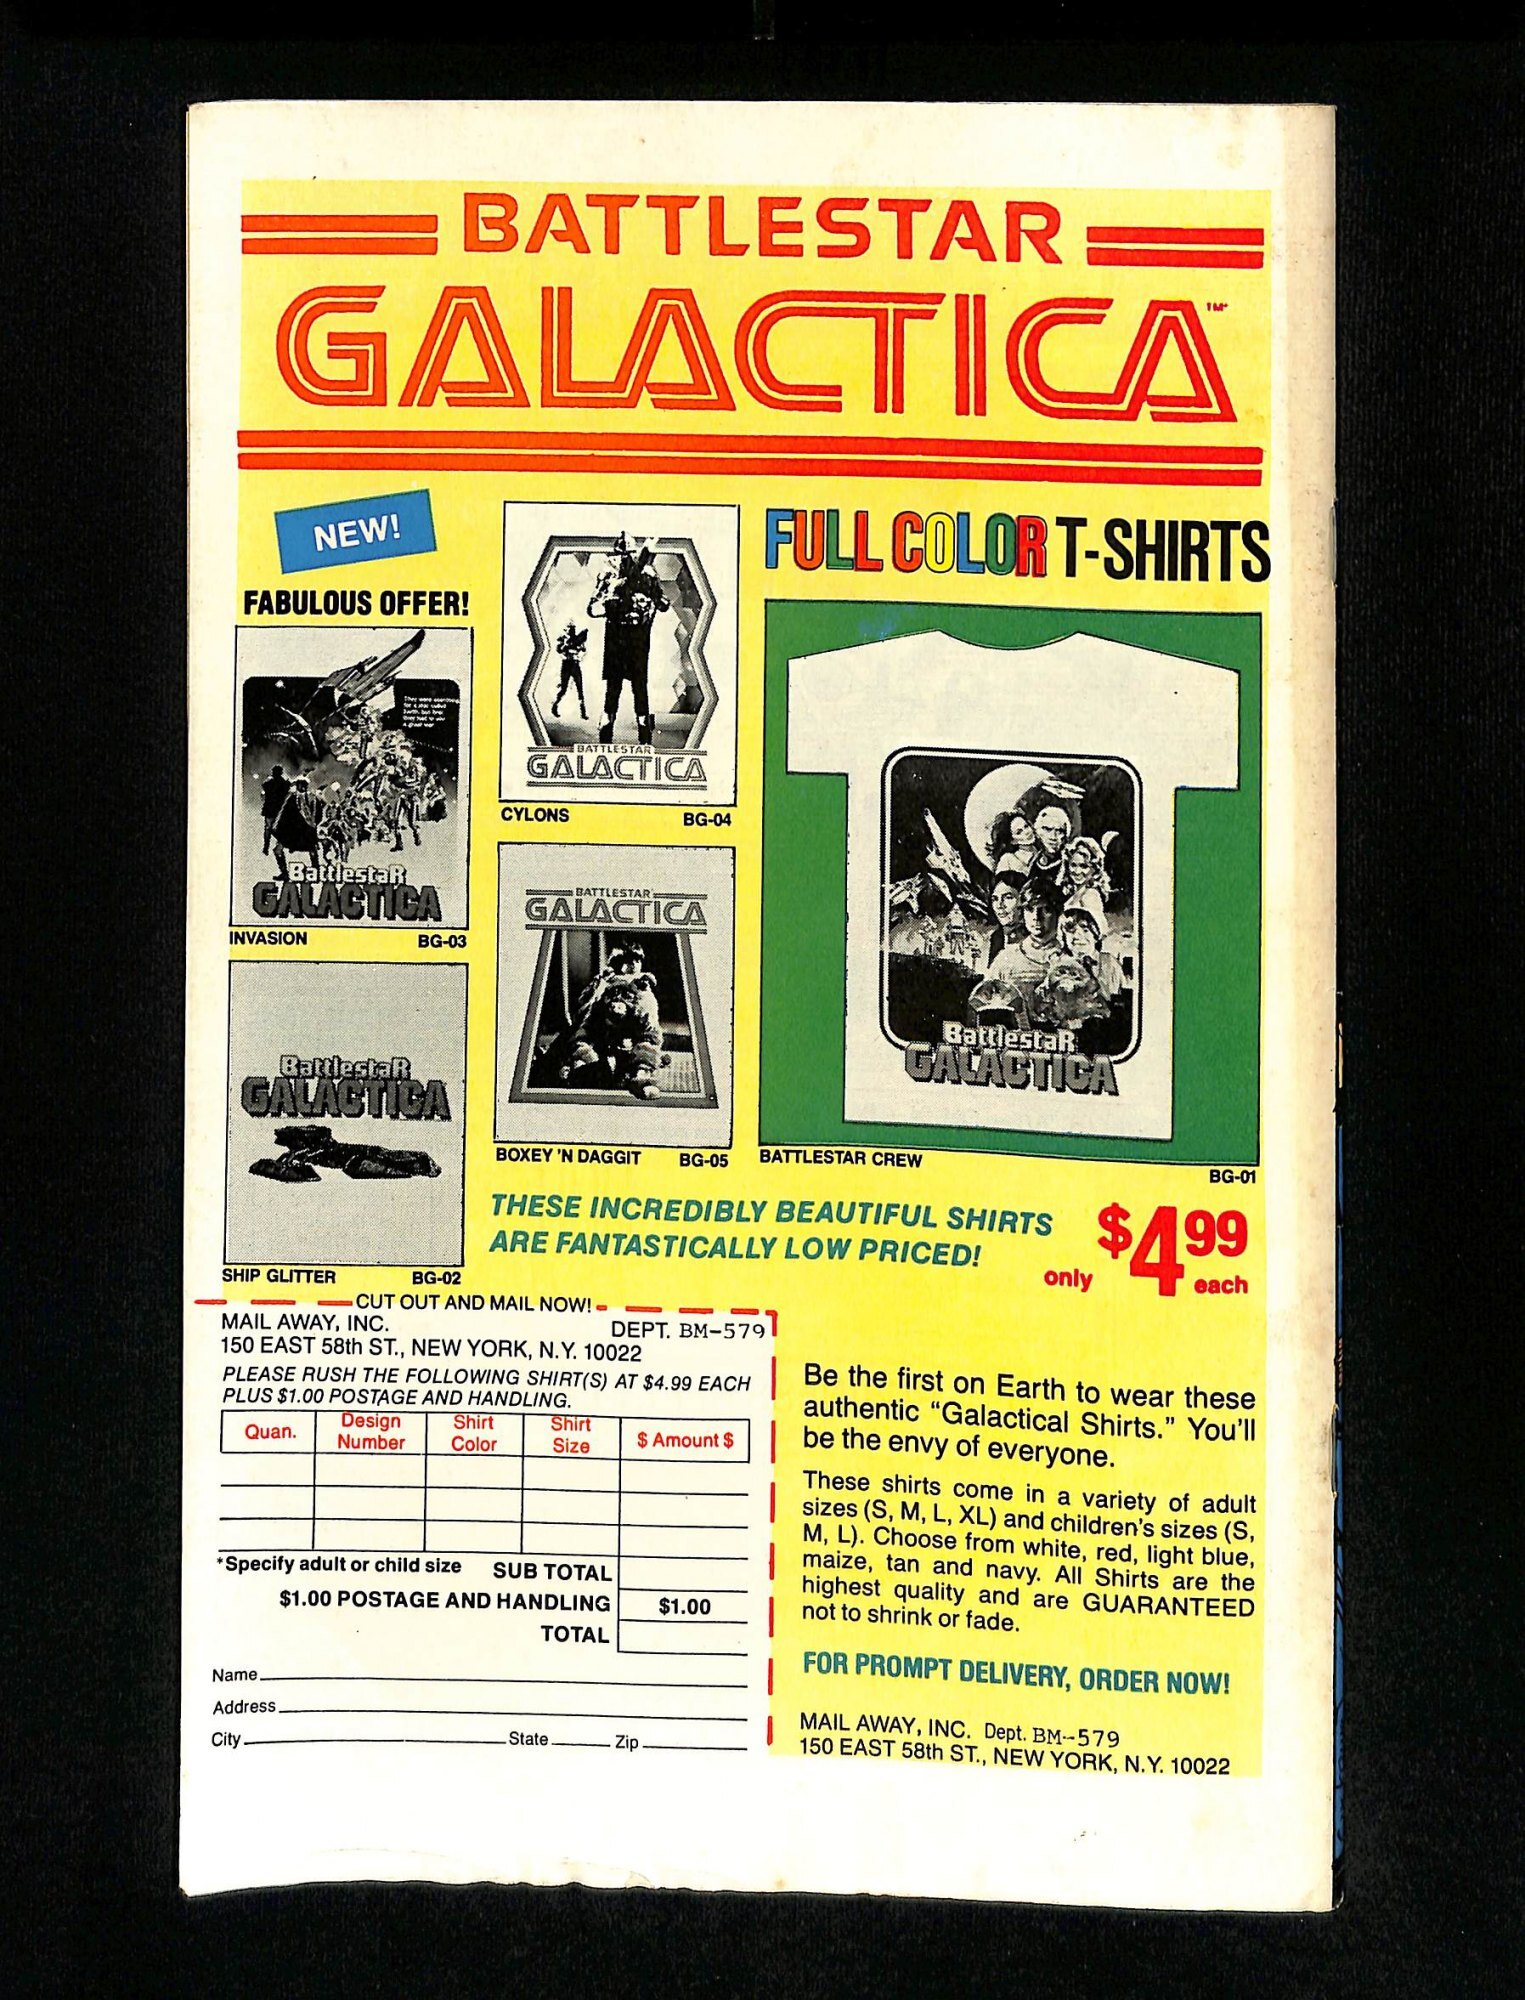 BATTLESTAR
GALACTICA
TM*
NEW!
FABULOUS OFFER!
FULL COLOR T-SHIRTS
BattlestaR
GALACTICA
INVASION BG-03
BATTLESTAR
GALACTICA
CYLONS BG-04
BattlestaR
GALACTICA
SHIP GLITTER BG-02
BATTLESTAR
GALACTICA
BOXEY 'N DAGGIT BG-05
BattlestaR
GALACTICA
BATTLESTAR CREW
BG-01
THESE INCREDIBLY BEAUTIFUL SHIRTS
ARE FANTASTICALLY LOW PRICED!
only $4.99 each
CUT OUT AND MAIL NOW!
MAIL AWAY, INC. DEPT. BM-579
150 EAST 58th ST., NEW YORK, N.Y. 10022
PLEASE RUSH THE FOLLOWING SHIRT(S) AT $4.99 EACH
PLUS $1.00 POSTAGE AND HANDLING.
Quan. Design Number Shirt Color Shirt Size $ Amount $
*Specify adult or child size SUB TOTAL
$1.00 POSTAGE AND HANDLING $1.00
TOTAL
Name
Address
City State Zip
Be the first on Earth to wear these
authentic “Galactical Shirts.” You’ll
be the envy of everyone.
These shirts come in a variety of adult
sizes (S, M, L, XL) and children's sizes (S,
M, L). Choose from white, red, light blue,
maize, tan and navy. All Shirts are the
highest quality and are GUARANTEED
not to shrink or fade.
FOR PROMPT DELIVERY, ORDER NOW!
MAIL AWAY, INC. Dept. BM--579
150 EAST 58th ST., NEW YORK, N.Y. 10022